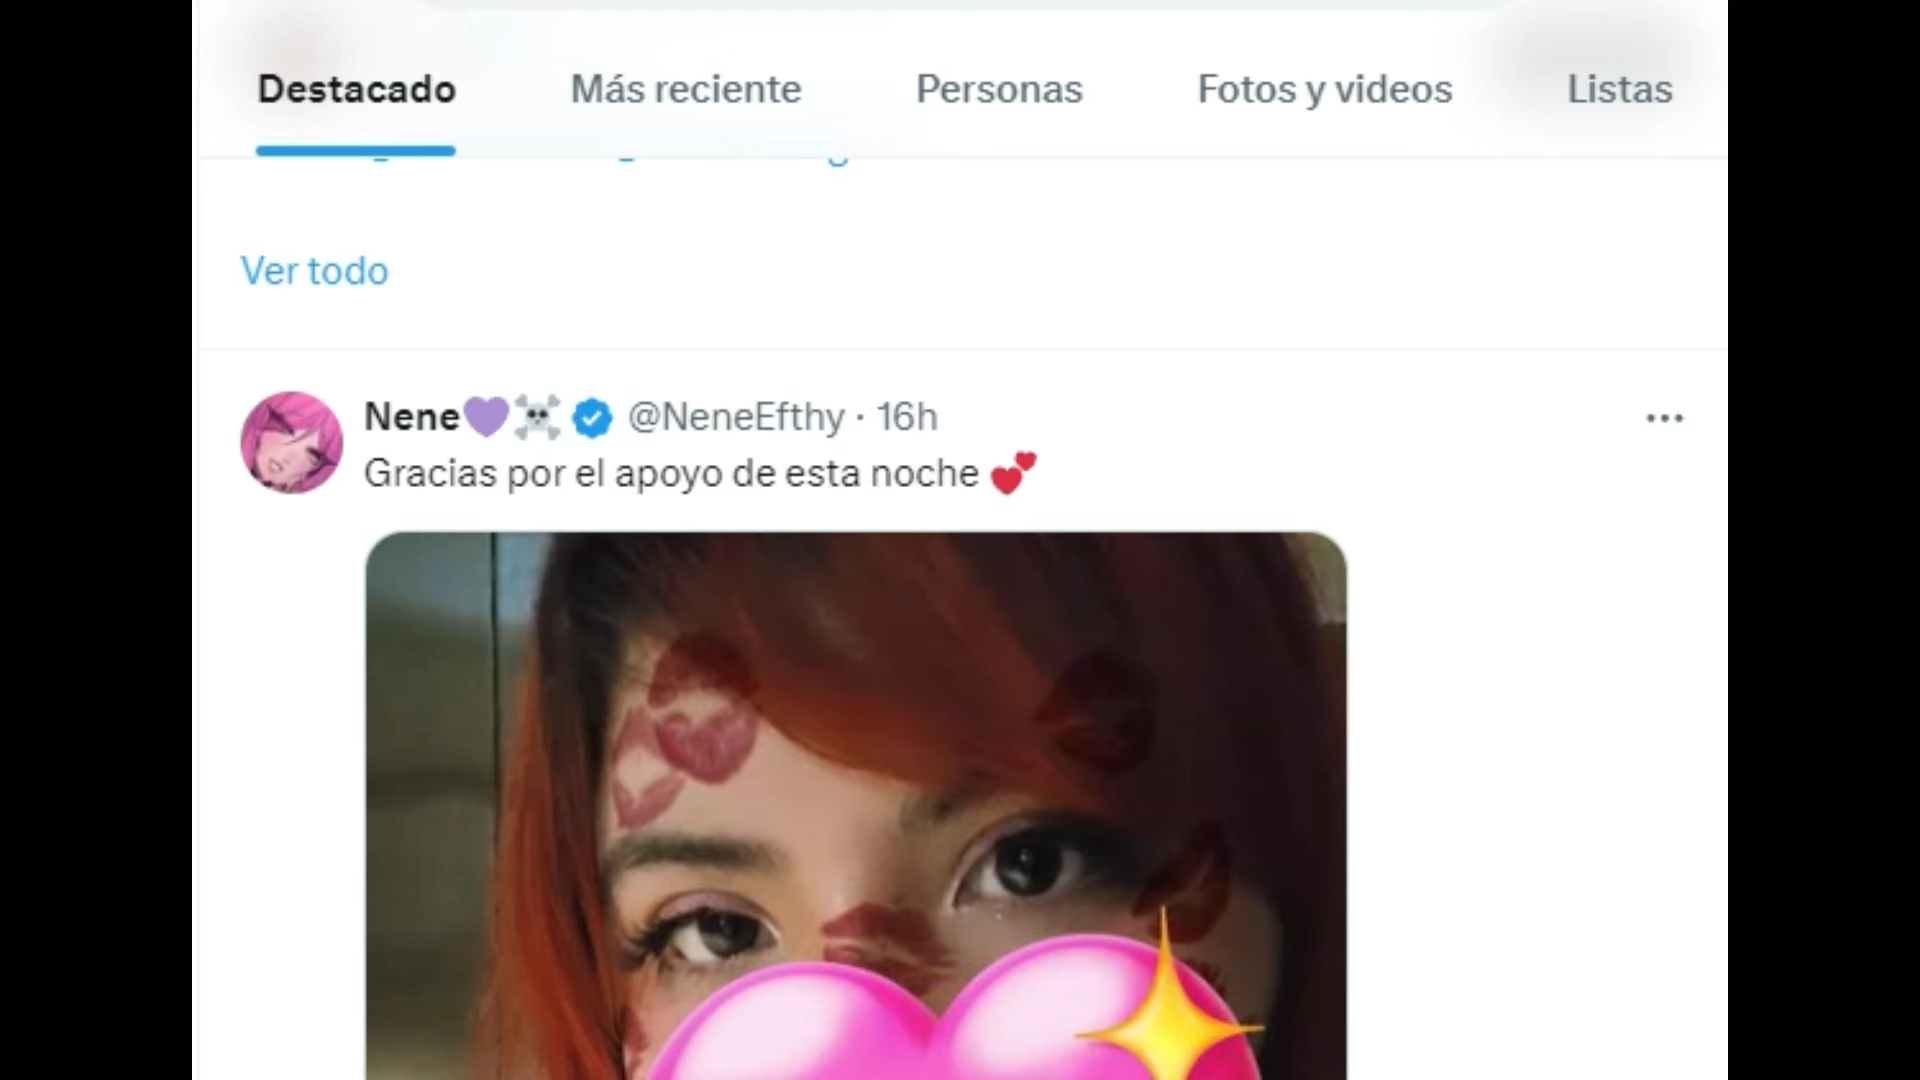 Destacado Más reciente Personas Fotos y videos Listas
Ver todo
Nene💜☠️ @NeneEfthy · 16h
Gracias por el apoyo de esta noche 💕